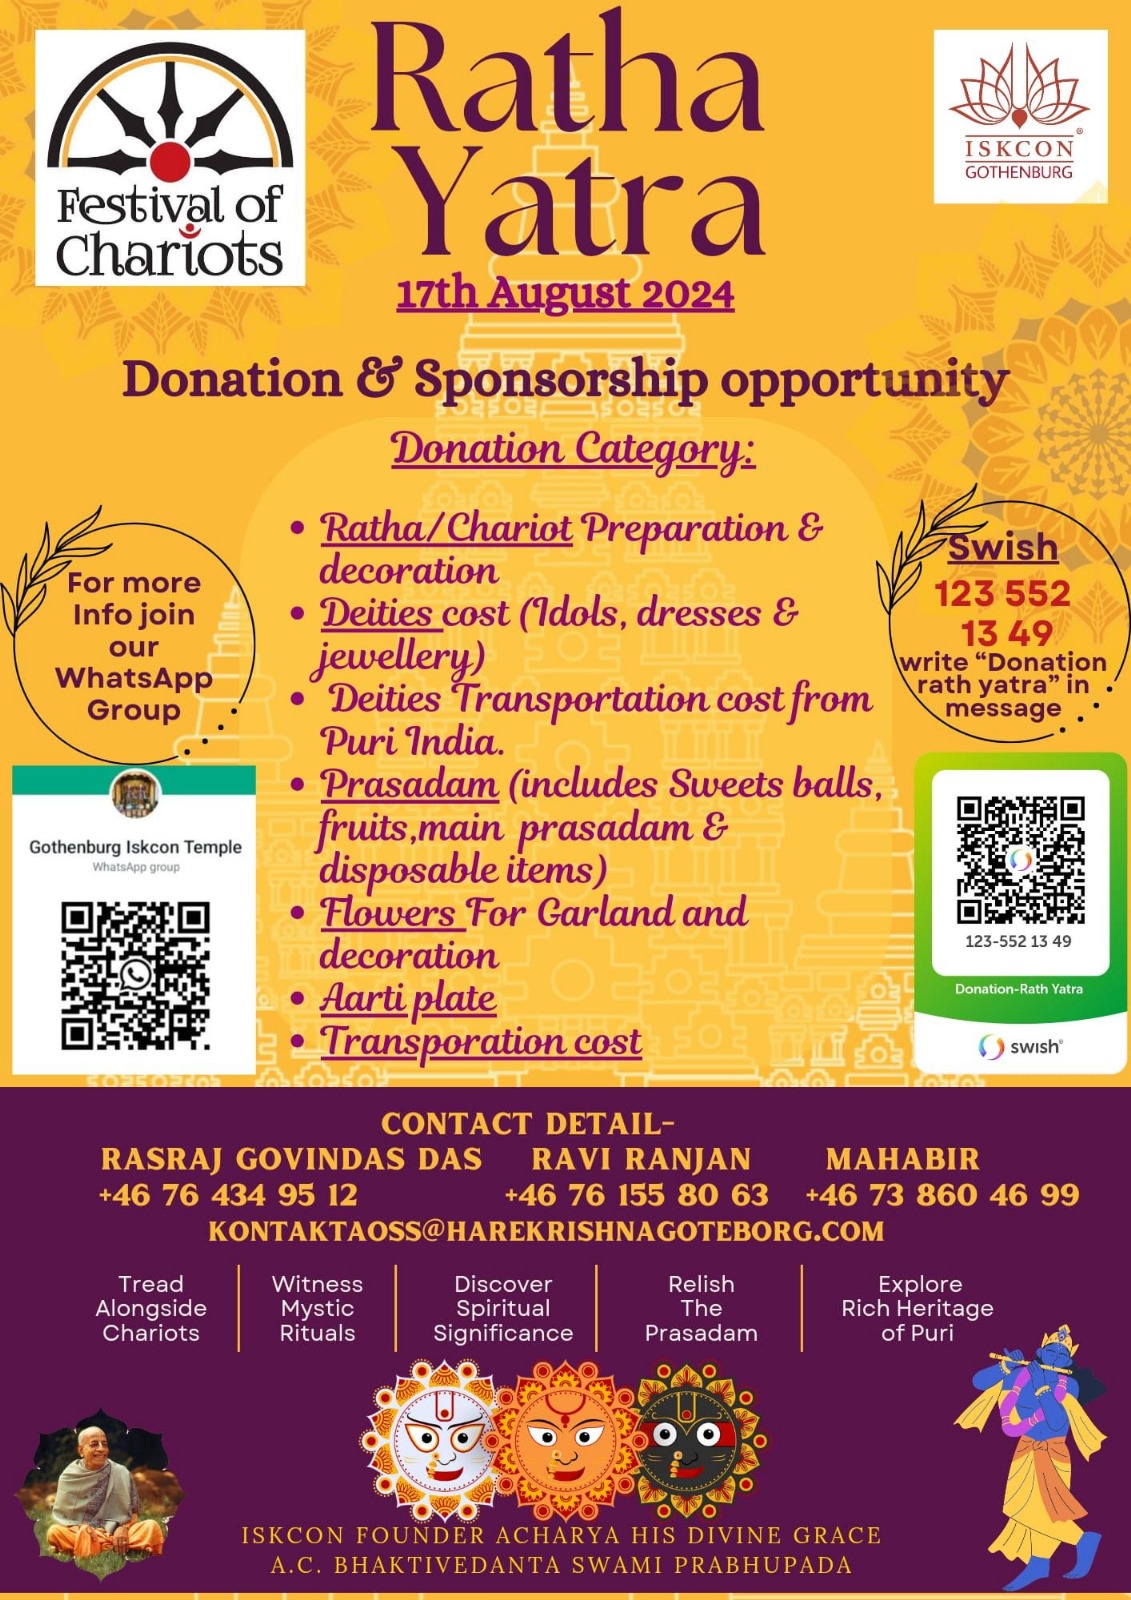 Festival of
Chariots
Ratha
Yatra
17th August 2024
ISKCON®
GOTHENBURG
Donation & Sponsorship opportunity
Donation Category:
• Ratha/Chariot Preparation &
decoration
• Deities cost (Idols, dresses &
jewellery)
• Deities Transportation cost from
Puri India.
• Prasadam (includes Sweets balls,
fruits,main prasadam &
disposable items)
• Flowers For Garland and
decoration
• Aarti plate
• Transporation cost
For more
Info join
our
WhatsApp
Group
Gothenburg Iskcon Temple
WhatsApp group
Swish
123 552
13 49
write “Donation
rath yatra” in
message
123-552 13 49
Donation-Rath Yatra
swish®
CONTACT DETAIL-
RASRAJ GOVINDAS DAS RAVI RANJAN MAHABIR
+46 76 434 95 12 +46 76 155 80 63 +46 73 860 46 99
KONTAKTAOSS@HAREKRISHNAGOTEBORG.COM
Tread
Alongside
Chariots
Witness
Mystic
Rituals
Discover
Spiritual
Significance
Relish
The
Prasadam
Explore
Rich Heritage
of Puri
ISKCON FOUNDER ACHARYA HIS DIVINE GRACE
A.C. BHAKTIVEDANTA SWAMI PRABHUPADA